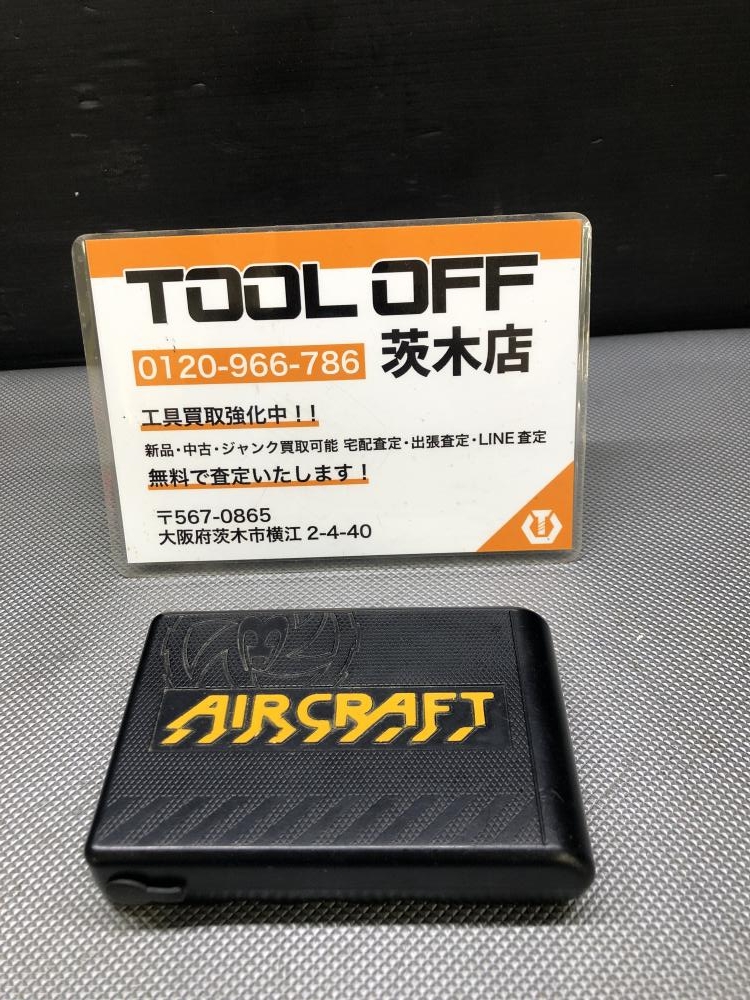 TOOL OFF
0120-966-786 茨木店
工具買取強化中！！
新品・中古・ジャンク買取可能 宅配査定・出張査定・LINE査定
無料で査定いたします！
〒567-0865
大阪府茨木市横江 2-4-40
AIRCRAFT